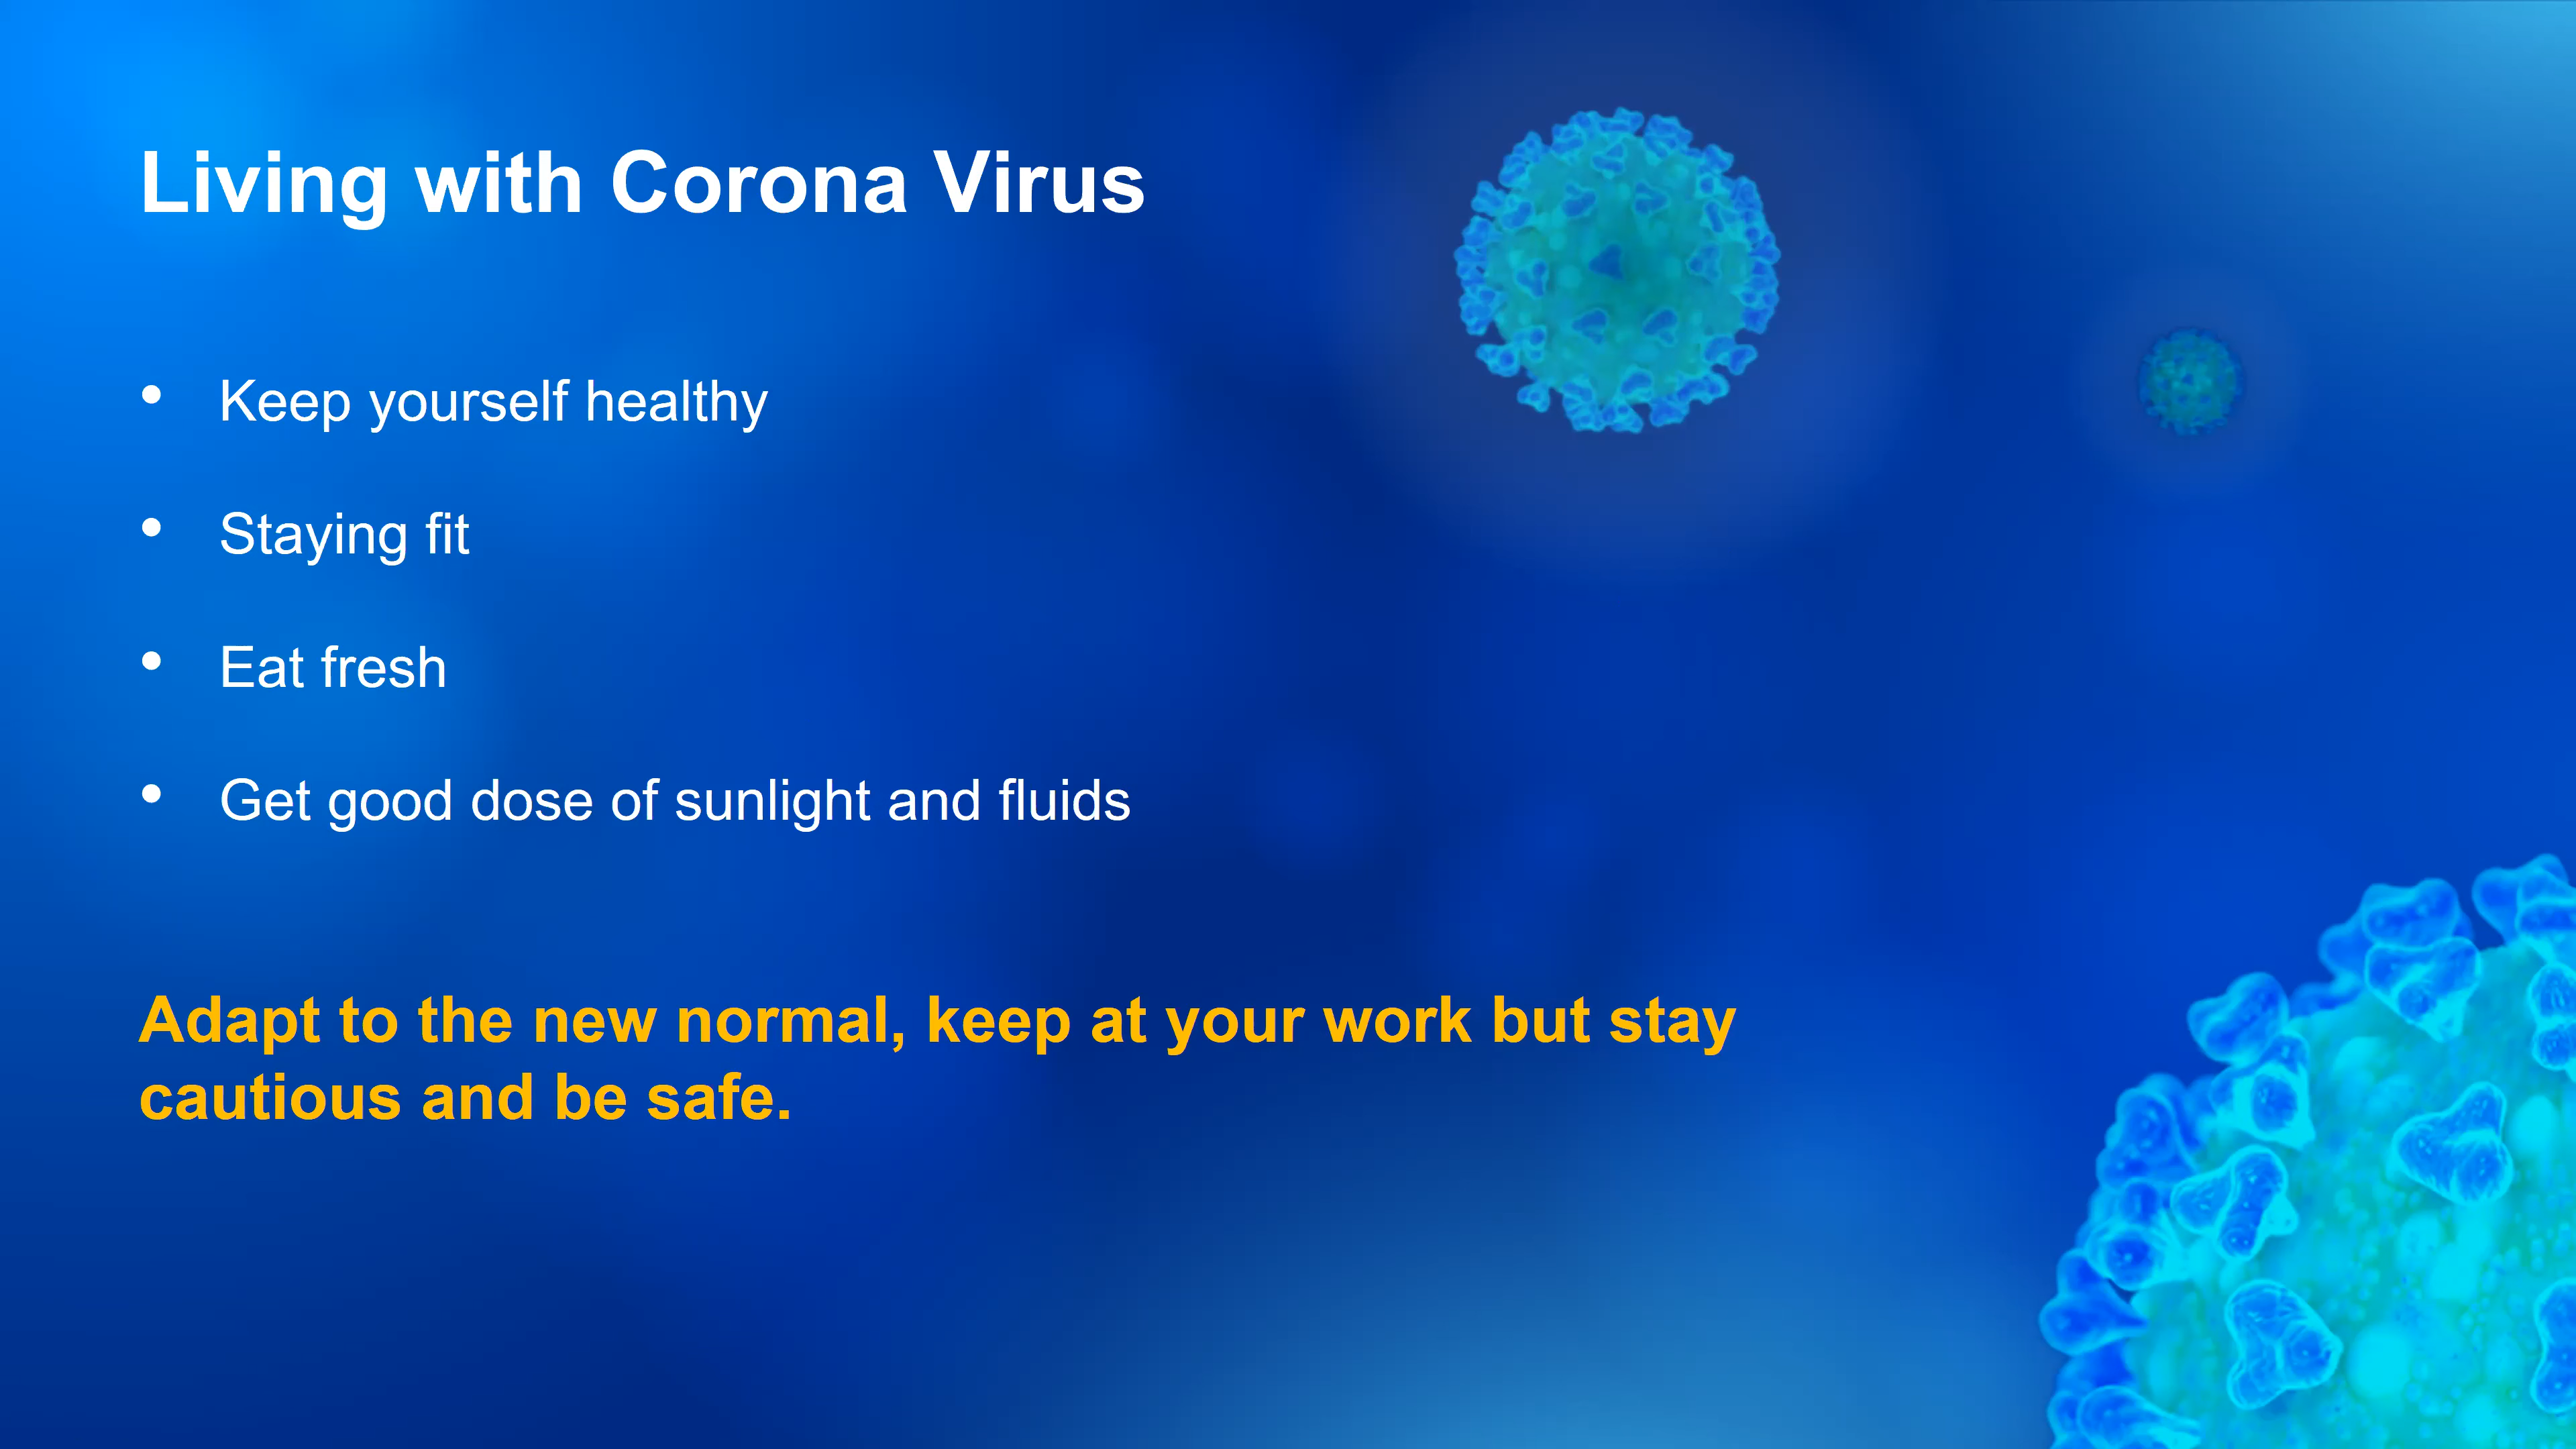 Living with Corona Virus
• Keep yourself healthy
• Staying fit
• Eat fresh
• Get good dose of sunlight and fluids
Adapt to the new normal, keep at your work but stay
cautious and be safe.